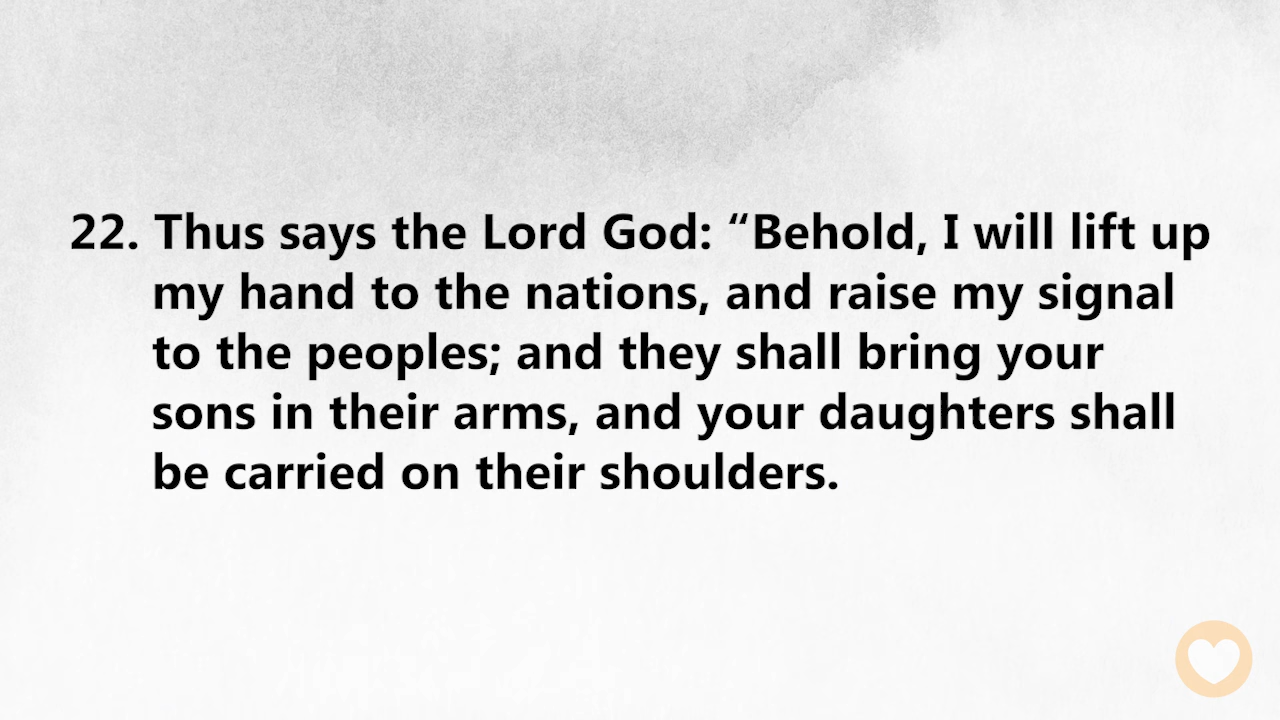 22. Thus says the Lord God: “Behold, I will lift up
my hand to the nations, and raise my signal
to the peoples; and they shall bring your
sons in their arms, and your daughters shall
be carried on their shoulders.